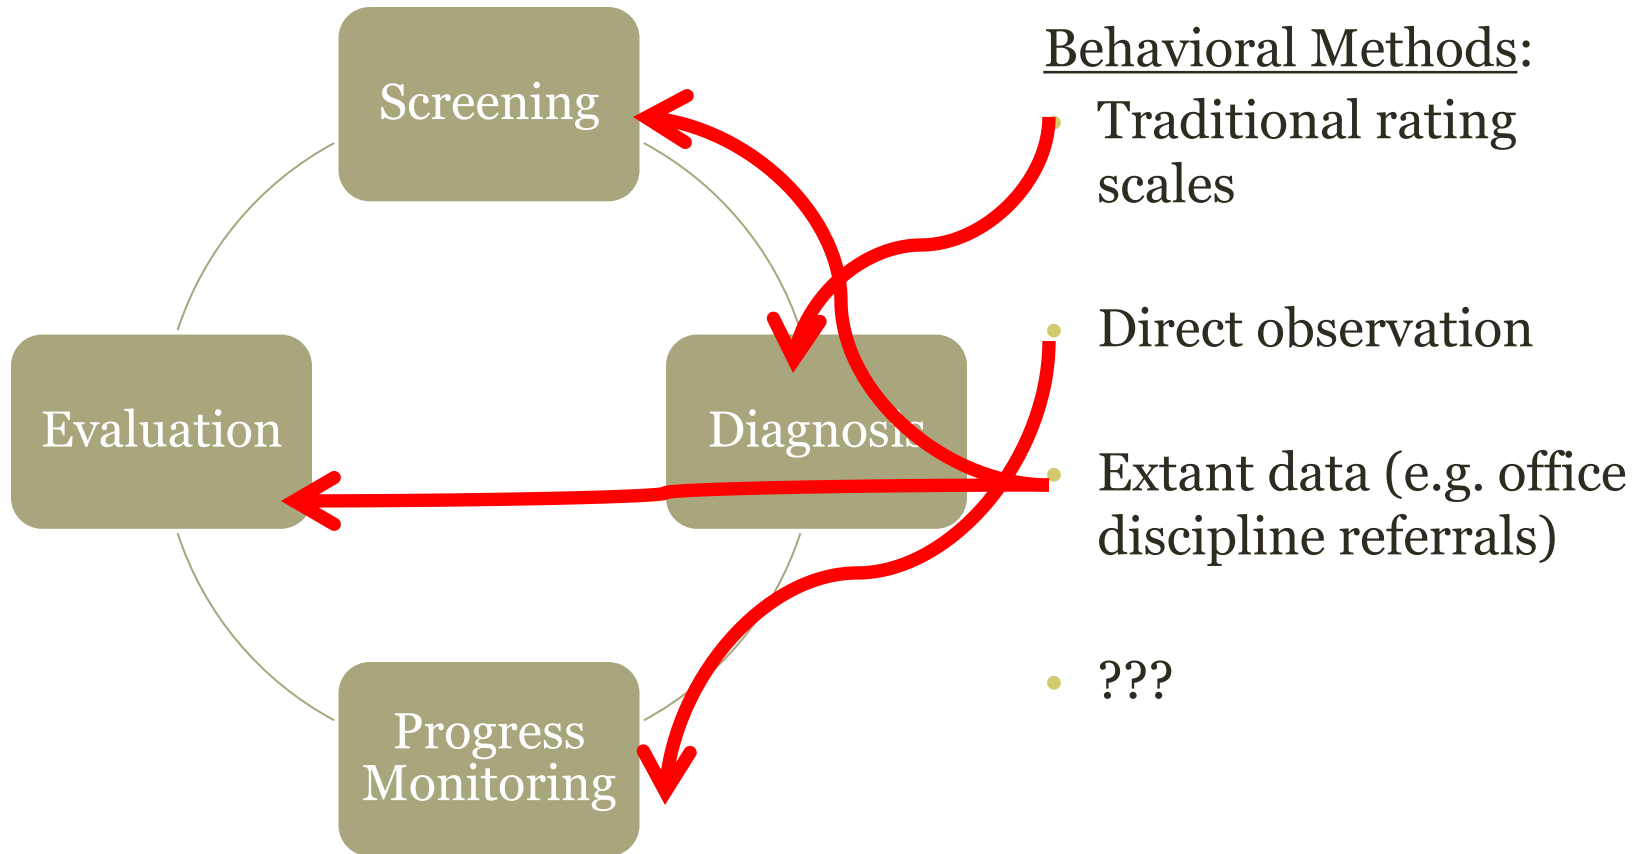 Screening
Evaluation
Diagnosis
Progress
Monitoring
Behavioral Methods:
• Traditional rating
scales
• Direct observation
• Extant data (e.g. office
discipline referrals)
• ???